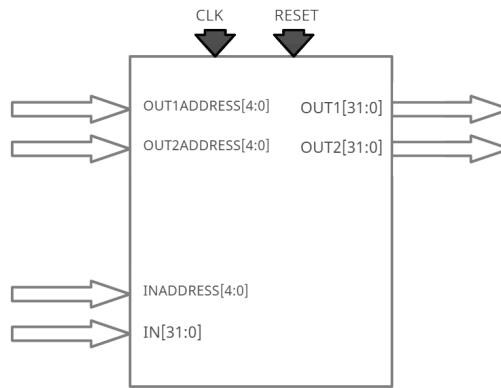 CLK RESET
OUT1ADDRESS[4:0] OUT1[31:0]
OUT2ADDRESS[4:0] OUT2[31:0]
INADDRESS[4:0]
IN[31:0]